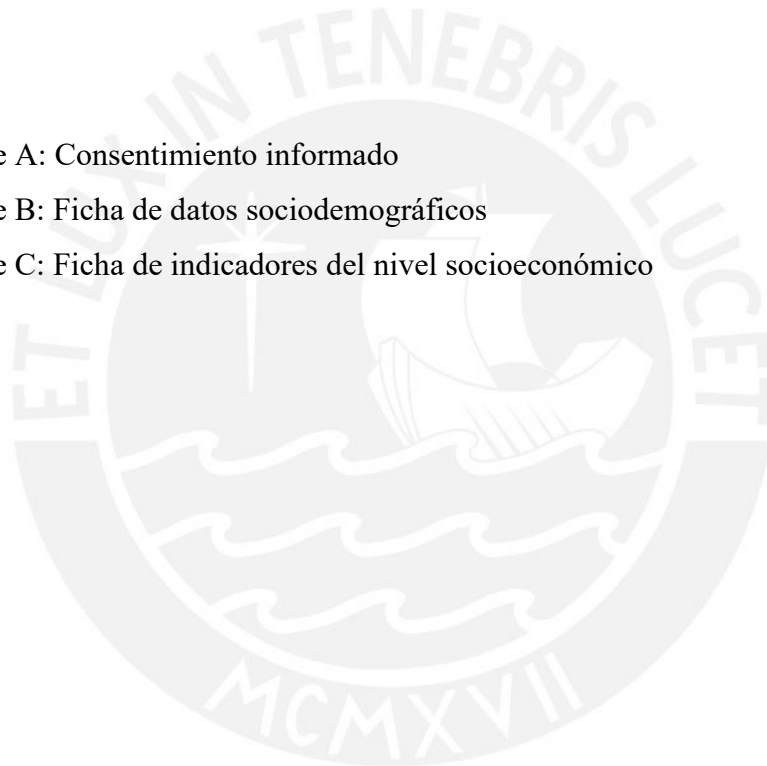 e A: Consentimiento informado
e B: Ficha de datos sociodemográficos
e C: Ficha de indicadores del nivel socioeconómico
ET LUX IN TENEBRIS LUCET
MCMXVII